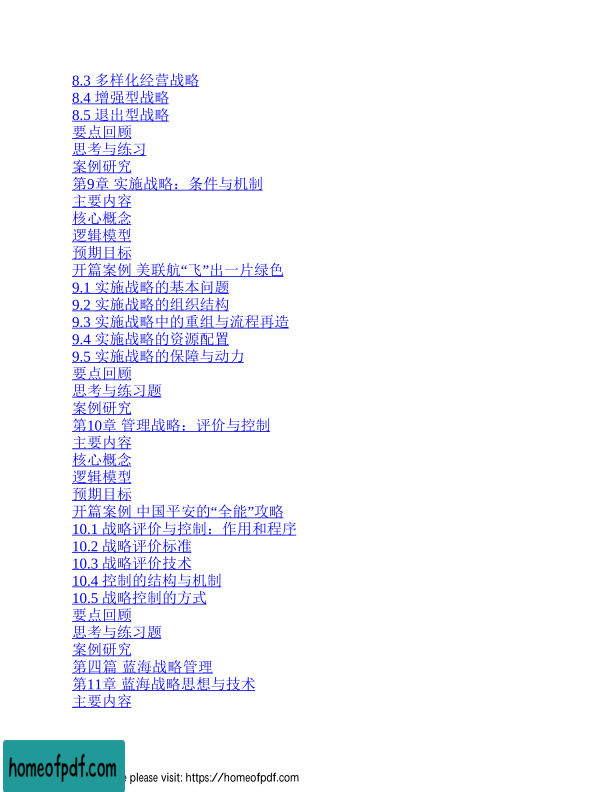 8.3 多样化经营战略
8.4 增强型战略
8.5 退出型战略
要点回顾
思考与练习
案例研究
第9章 实施战略：条件与机制
主要内容
核心概念
逻辑模型
预期目标
开篇案例 美联航“飞”出一片绿色
9.1 实施战略的基本问题
9.2 实施战略的组织结构
9.3 实施战略中的重组与流程再造
9.4 实施战略的资源配置
9.5 实施战略的保障与动力
要点回顾
思考与练习题
案例研究
第10章 管理战略：评价与控制
主要内容
核心概念
逻辑模型
预期目标
开篇案例 中国平安的“全能”攻略
10.1 战略评价与控制：作用和程序
10.2 战略评价标准
10.3 战略评价技术
10.4 控制的结构与机制
10.5 战略控制的方式
要点回顾
思考与练习题
案例研究
第四篇 蓝海战略管理
第11章 蓝海战略思想与技术
主要内容
homeofpdf.com
please visit: https://homeofpdf.com